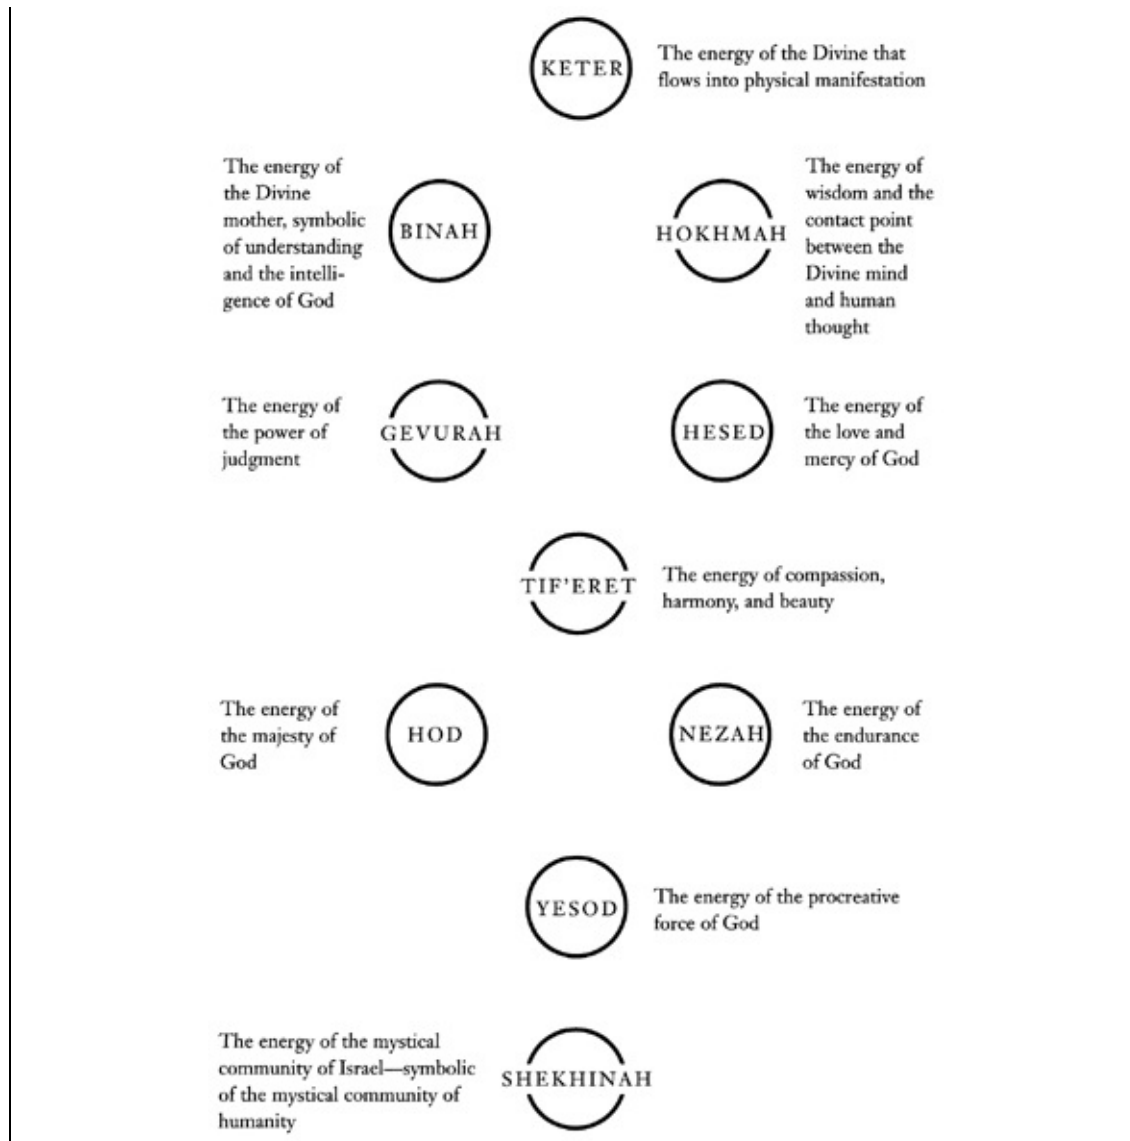 KETER
The energy of the Divine that
flows into physical manifestation
The energy of
the Divine
mother, symbolic
of understanding
and the intelli-
gence of God
BINAH
HOKHMAH
The energy of
wisdom and the
contact point
between the
Divine mind
and human
thought
The energy of
the power of
judgment
GEVURAH
HESED
The energy of
the love and
mercy of God
TIF'ERET
The energy of compassion,
harmony, and beauty
The energy of
the majesty of
God
HOD
NEZAH
The energy of
the endurance
of God
YESOD
The energy of the procreative
force of God
The energy of the mystical
community of Israel—symbolic
of the mystical community of
humanity
SHEKHINAH